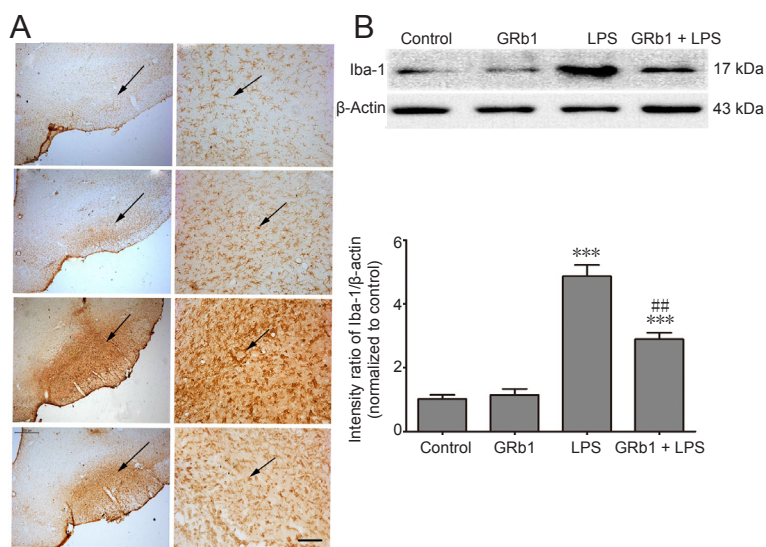 A
B
Control GRb1 LPS GRb1 + LPS
Iba-1 17 kDa
β-Actin 43 kDa
Intensity ratio of Iba-1/β-actin
(normalized to control)
6
4
2
0
***
##
***
Control GRb1 LPS GRb1 + LPS